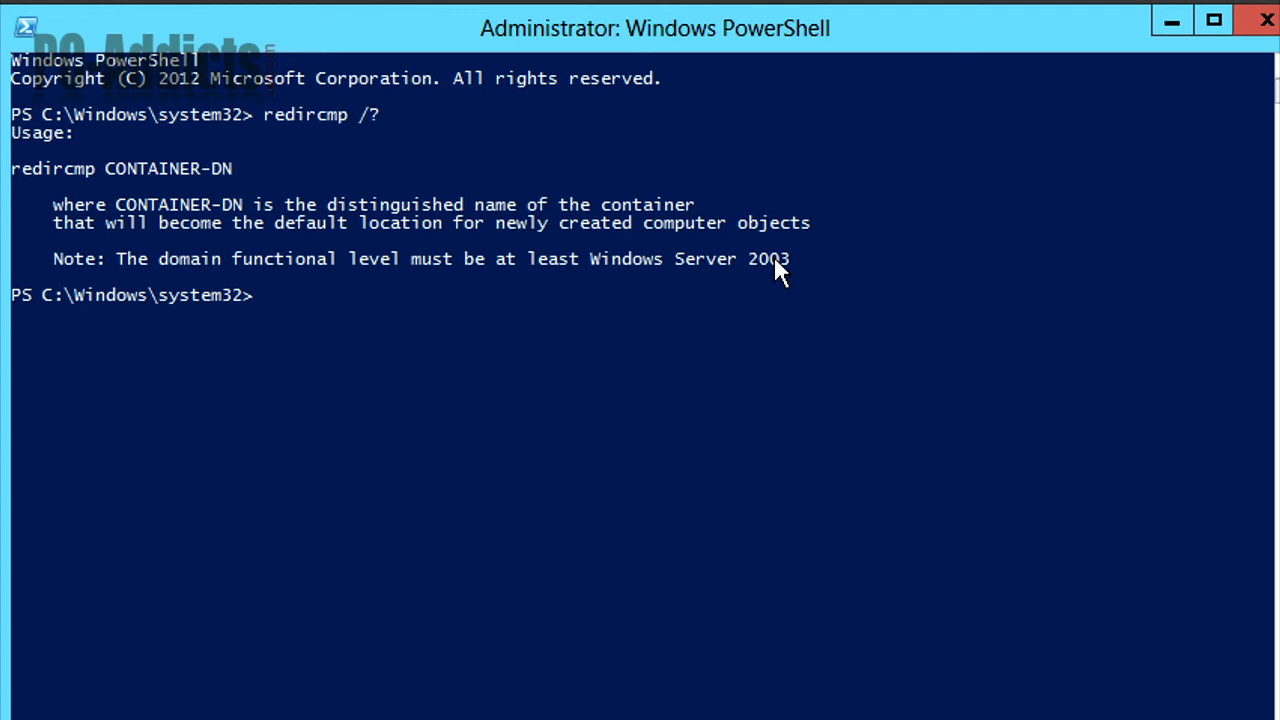 Administrator: Windows PowerShell
PC-Addicts
Windows PowerShell
Copyright (C) 2012 Microsoft Corporation. All rights reserved.
PS C:\Windows\system32> redircmp /?
Usage:
redircmp CONTAINER-DN
where CONTAINER-DN is the distinguished name of the container
that will become the default location for newly created computer objects
Note: The domain functional level must be at least Windows Server 2003
PS C:\Windows\system32>